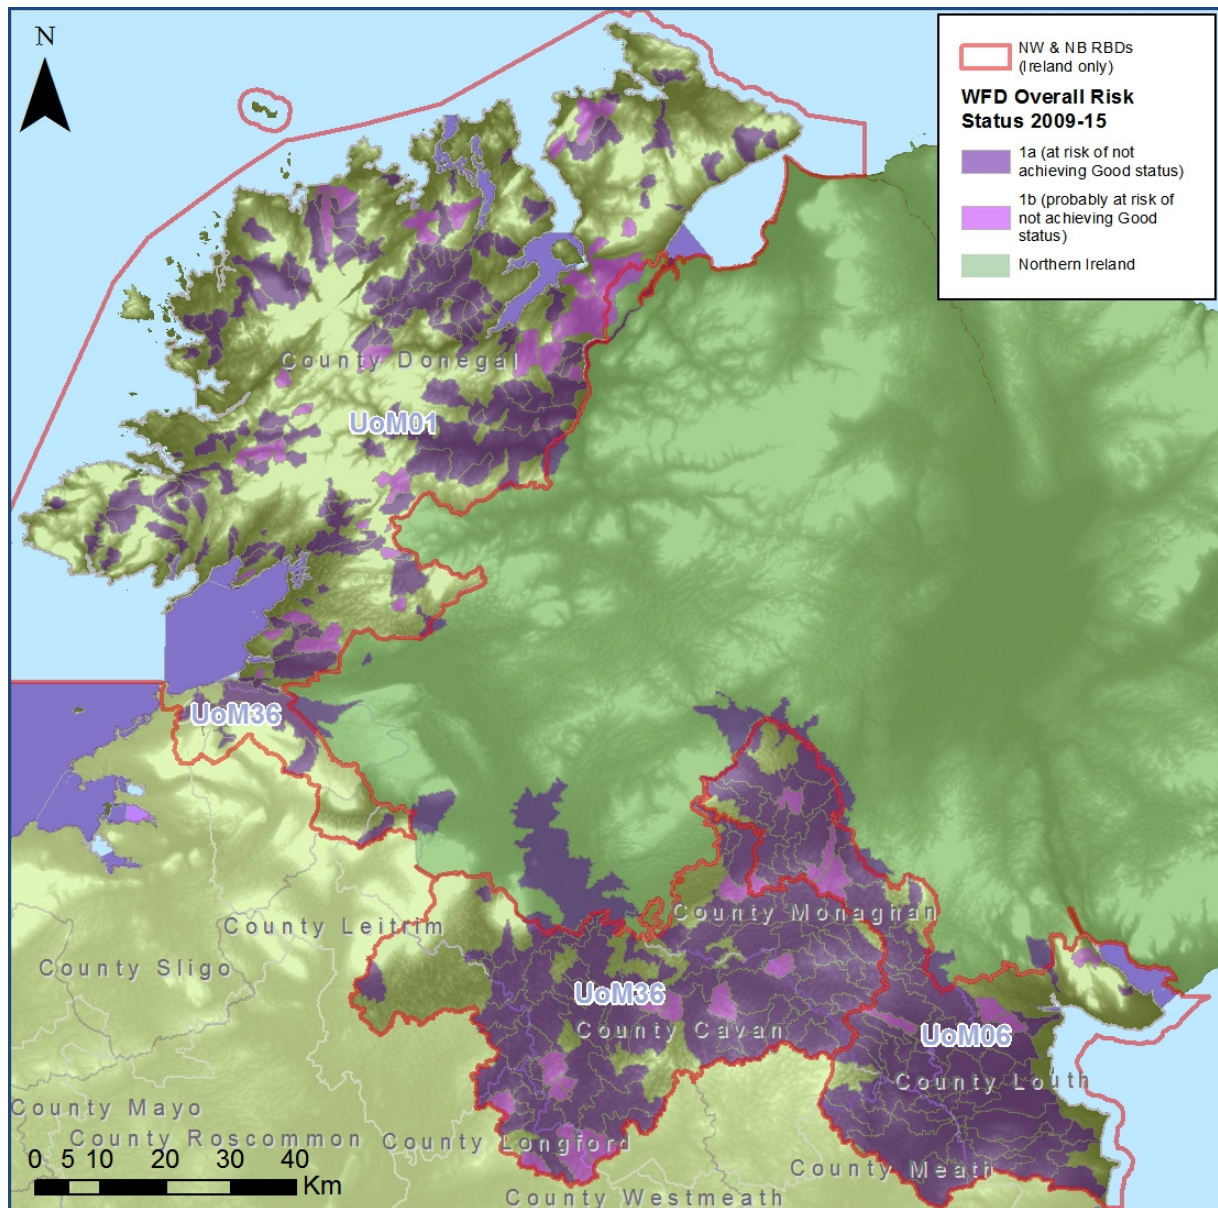 N
NW & NB RBDs
(Ireland only)
WFD Overall Risk
Status 2009-15
1a (at risk of not
achieving Good status)
1b (probably at risk of
not achieving Good
status)
Northern Ireland
County Donegal
UoM01
UoM36
County Monaghan
County Leitrim
County Sligo
UoM36
County Cavan
UoM06
County Louth
County Mayo
County Roscommon
County Longford
County Meath
County Westmeath
0 5 10 20 30 40
Km